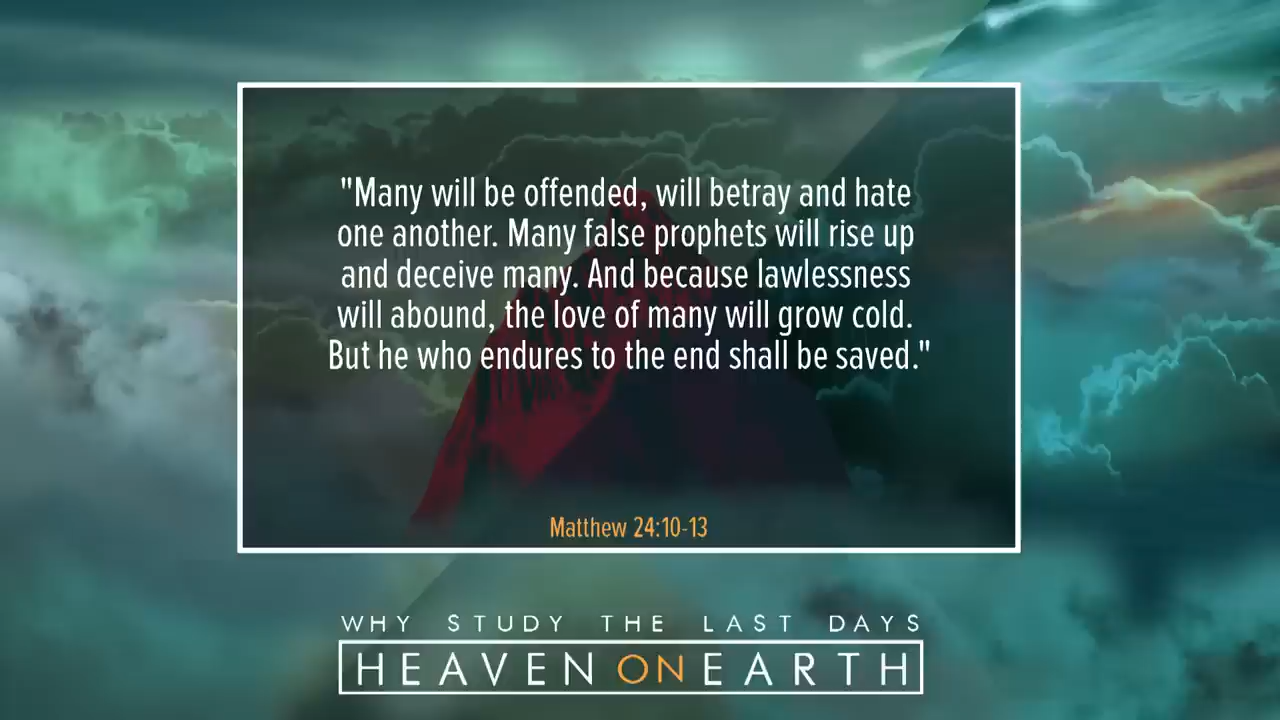 "Many will be offended, will betray and hate
one another. Many false prophets will rise up
and deceive many. And because lawlessness
will abound, the love of many will grow cold.
But he who endures to the end shall be saved."
Matthew 24:10-13
WHY STUDY THE LAST DAYS
HEAVEN ON EARTH